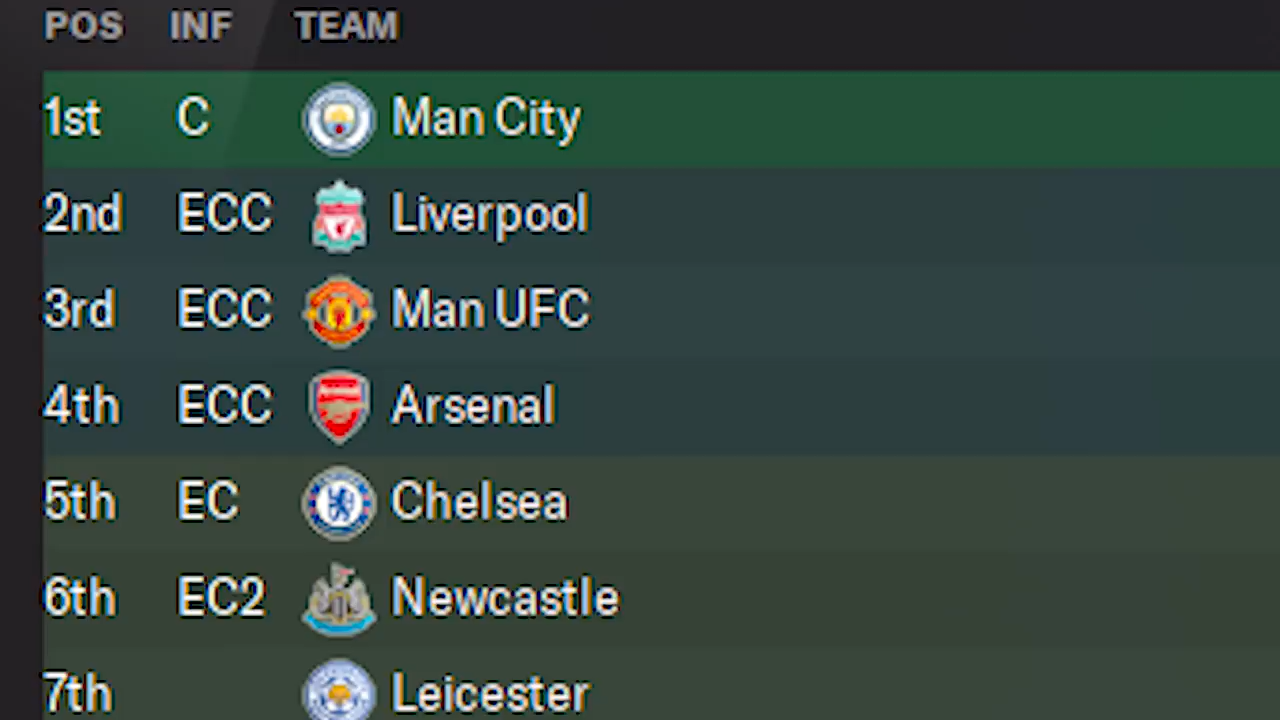 POS INF TEAM
1st C Man City
2nd ECC Liverpool
3rd ECC Man UFC
4th ECC Arsenal
5th EC Chelsea
6th EC2 Newcastle
7th Leicester